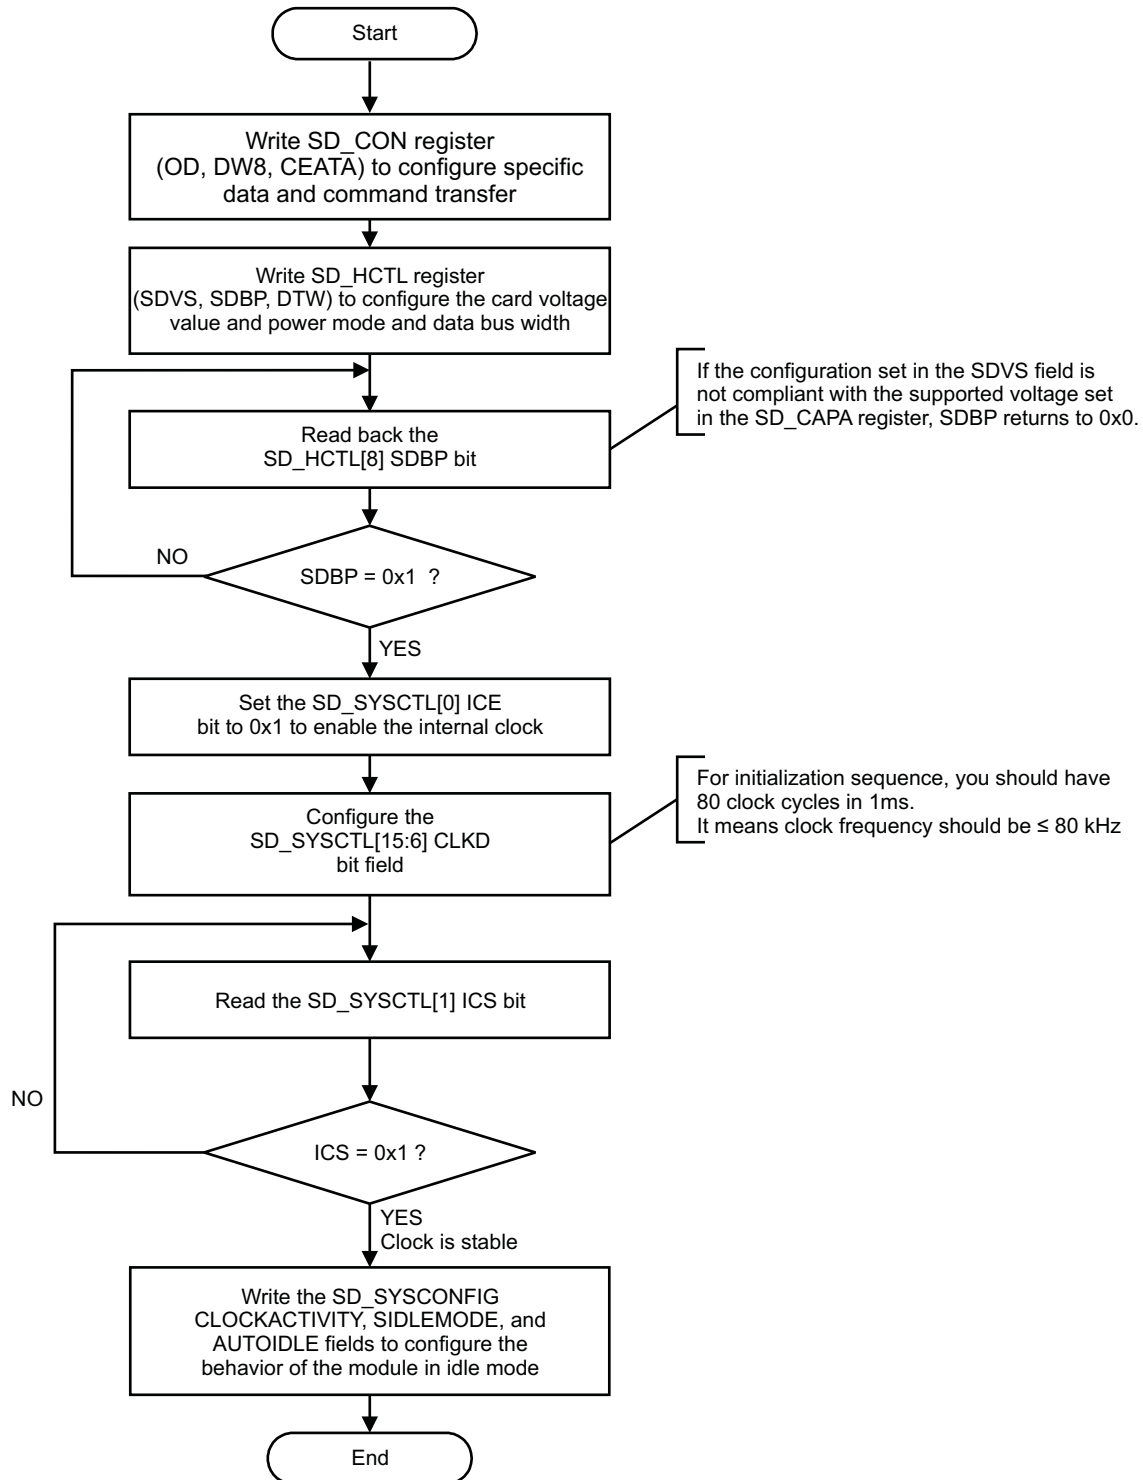 Start
Write SD_CON register
(OD, DW8, CEATA) to configure specific
data and command transfer
Write SD_HCTL register
(SDVS, SDBP, DTW) to configure the card voltage
value and power mode and data bus width
If the configuration set in the SDVS field is
not compliant with the supported voltage set
in the SD_CAPA register, SDBP returns to 0x0.
Read back the
SD_HCTL[8] SDBP bit
NO
SDBP = 0x1 ?
YES
Set the SD_SYSCTL[0] ICE
bit to 0x1 to enable the internal clock
For initialization sequence, you should have
80 clock cycles in 1ms.
It means clock frequency should be ≤ 80 kHz
Configure the
SD_SYSCTL[15:6] CLKD
bit field
Read the SD_SYSCTL[1] ICS bit
NO
ICS = 0x1 ?
YES
Clock is stable
Write the SD_SYSCONFIG
CLOCKACTIVITY, SIDLEMODE, and
AUTOIDLE fields to configure the
behavior of the module in idle mode
End